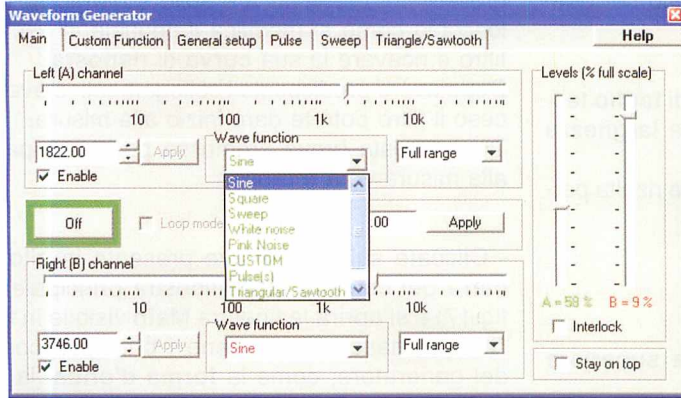 Waveform Generator
Main Custom Function General setup Pulse Sweep Triangle/Sawtooth Help
Left (A) channel
10 100 1k 10k
1822.00 Apply
Wave function
Sine
Full range
Enable
Sine
Square
Sweep
White noise
Pink Noise
CUSTOM
Pulse(s)
Triangular/Sawtooth
Off
Loop mode
.00
Apply
Right (B) channel
10 1k 10k
3746.00 Apply
Wave function
Sine
Full range
Enable
Levels (% full scale)
A = 58 % B = 9 %
Interlock
Stay on top